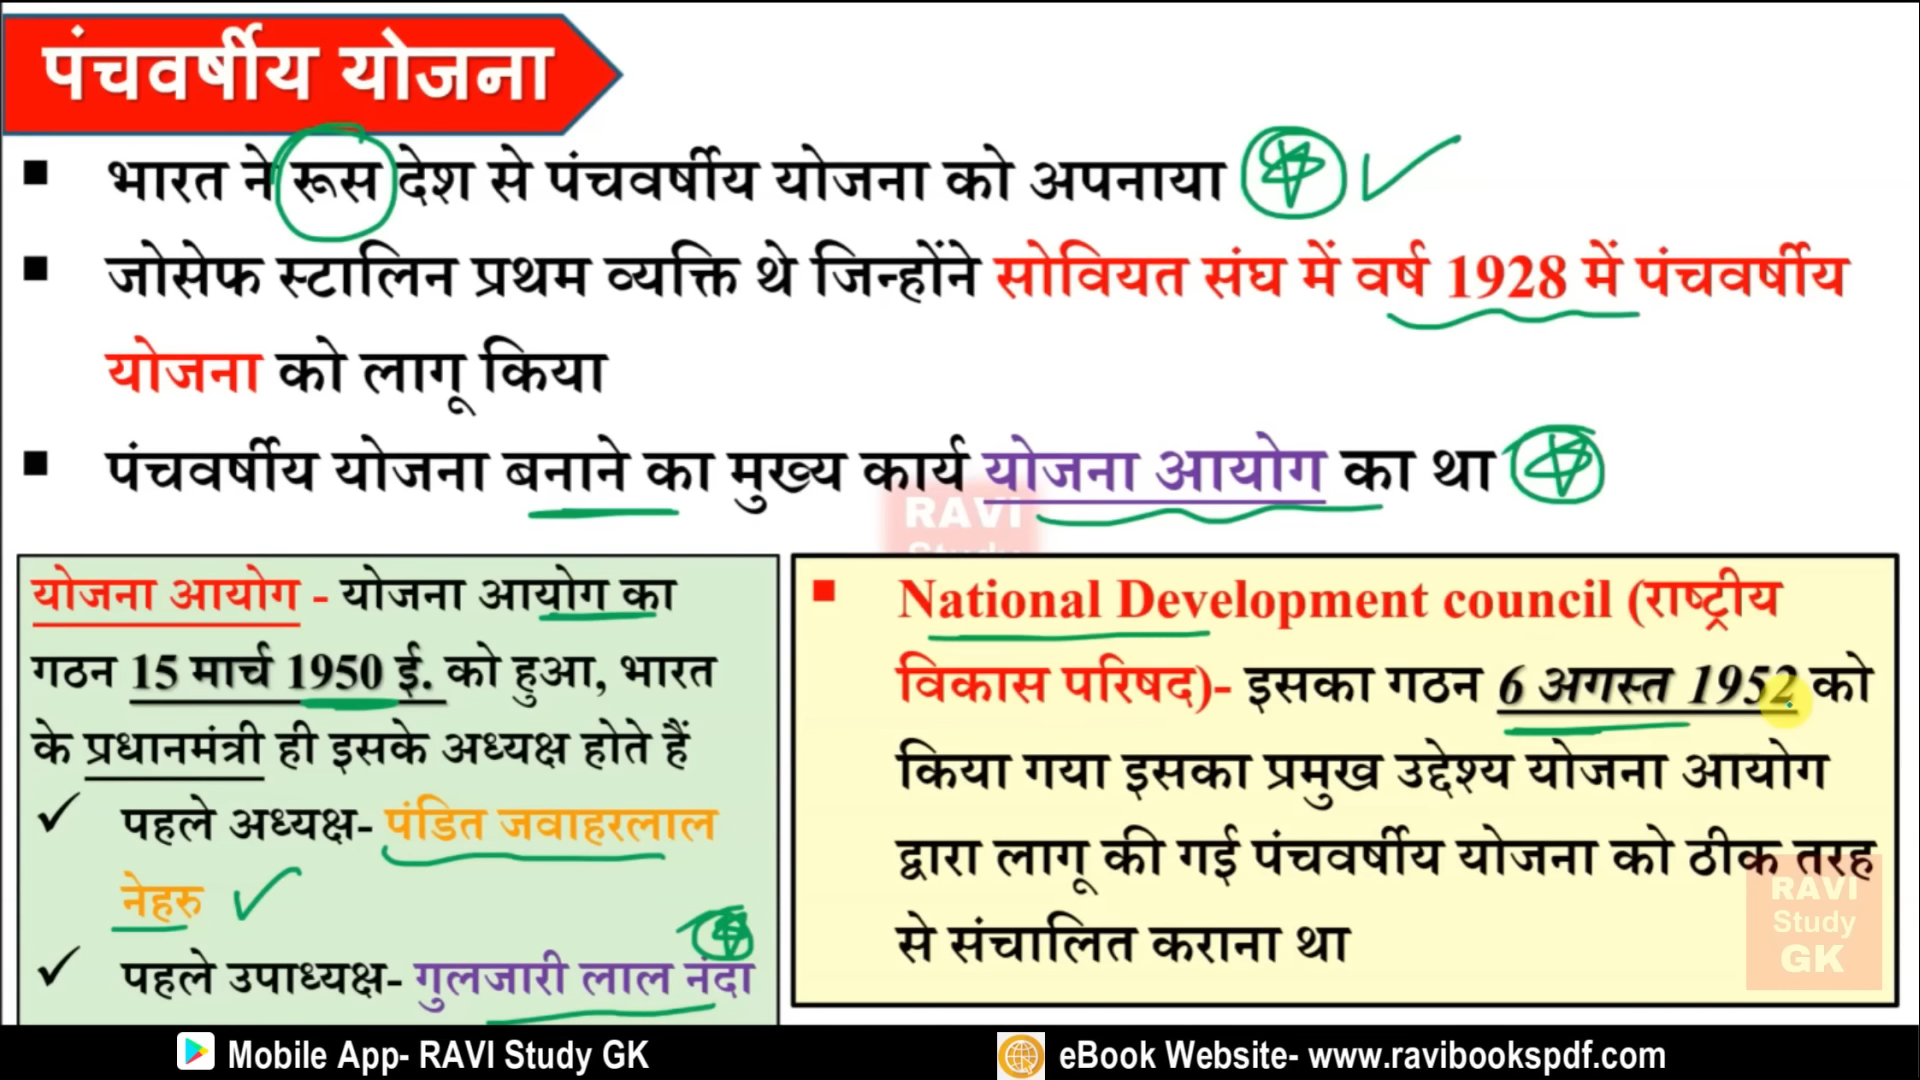 पंचवर्षीय योजना
▪ भारत ने रूस देश से पंचवर्षीय योजना को अपनाया
▪ जोसेफ स्टालिन प्रथम व्यक्ति थे जिन्होंने सोवियत संघ में वर्ष 1928 में पंचवर्षीय
योजना को लागू किया
▪ पंचवर्षीय योजना बनाने का मुख्य कार्य योजना आयोग का था
RAVI
Study
योजना आयोग - योजना आयोग का
गठन 15 मार्च 1950 ई. को हुआ, भारत
के प्रधानमंत्री ही इसके अध्यक्ष होते हैं
✓ पहले अध्यक्ष- पंडित जवाहरलाल
नेहरु
✓ पहले उपाध्यक्ष- गुलजारी लाल नंदा
▪ National Development council (राष्ट्रीय
विकास परिषद)- इसका गठन 6 अगस्त 1952 को
किया गया इसका प्रमुख उद्देश्य योजना आयोग
द्वारा लागू की गई पंचवर्षीय योजना को ठीक तरह
से संचालित कराना था
RAVI
Study
GK
Mobile App- RAVI Study GK
eBook Website- www.ravibookspdf.com